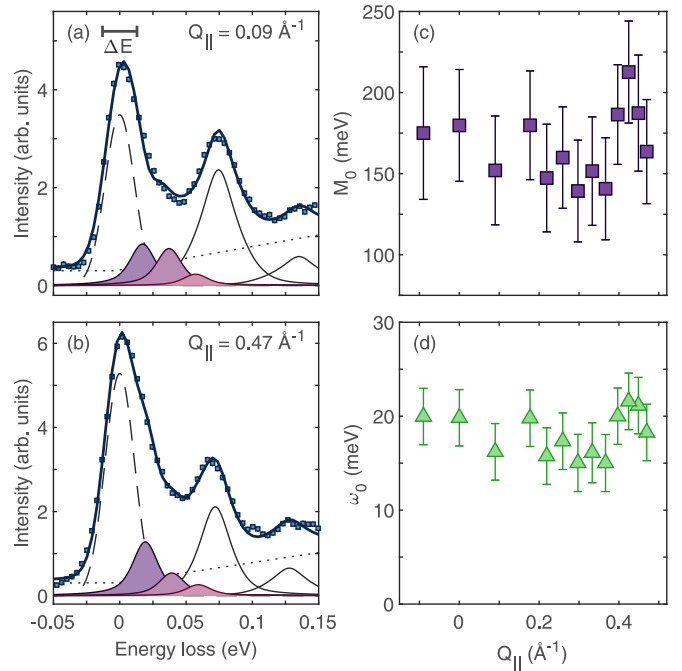 (a)
Q|| = 0.09 Å⁻¹
ΔE
Intensity (arb. units)
4
2
0
(b)
Q|| = 0.47 Å⁻¹
Intensity (arb. units)
6
4
2
0
-0.05
0
0.05
0.1
0.15
Energy loss (eV)
(c)
M₀ (meV)
250
200
150
100
(d)
ω₀ (meV)
30
20
10
0
0
0.2
0.4
Q|| (Å⁻¹)